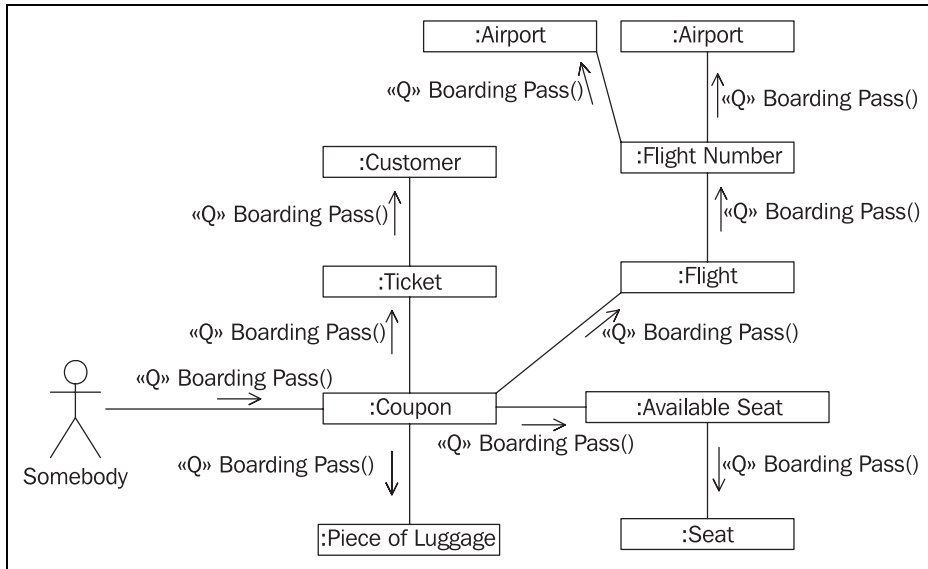 :Airport
:Airport
«Q» Boarding Pass()
«Q» Boarding Pass()
:Customer
:Flight Number
«Q» Boarding Pass()
«Q» Boarding Pass()
:Ticket
:Flight
«Q» Boarding Pass()
«Q» Boarding Pass()
«Q» Boarding Pass()
:Coupon
:Available Seat
«Q» Boarding Pass()
«Q» Boarding Pass()
«Q» Boarding Pass()
Somebody
:Piece of Luggage
:Seat